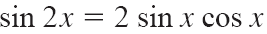 sin 2x = 2 sin x cos x